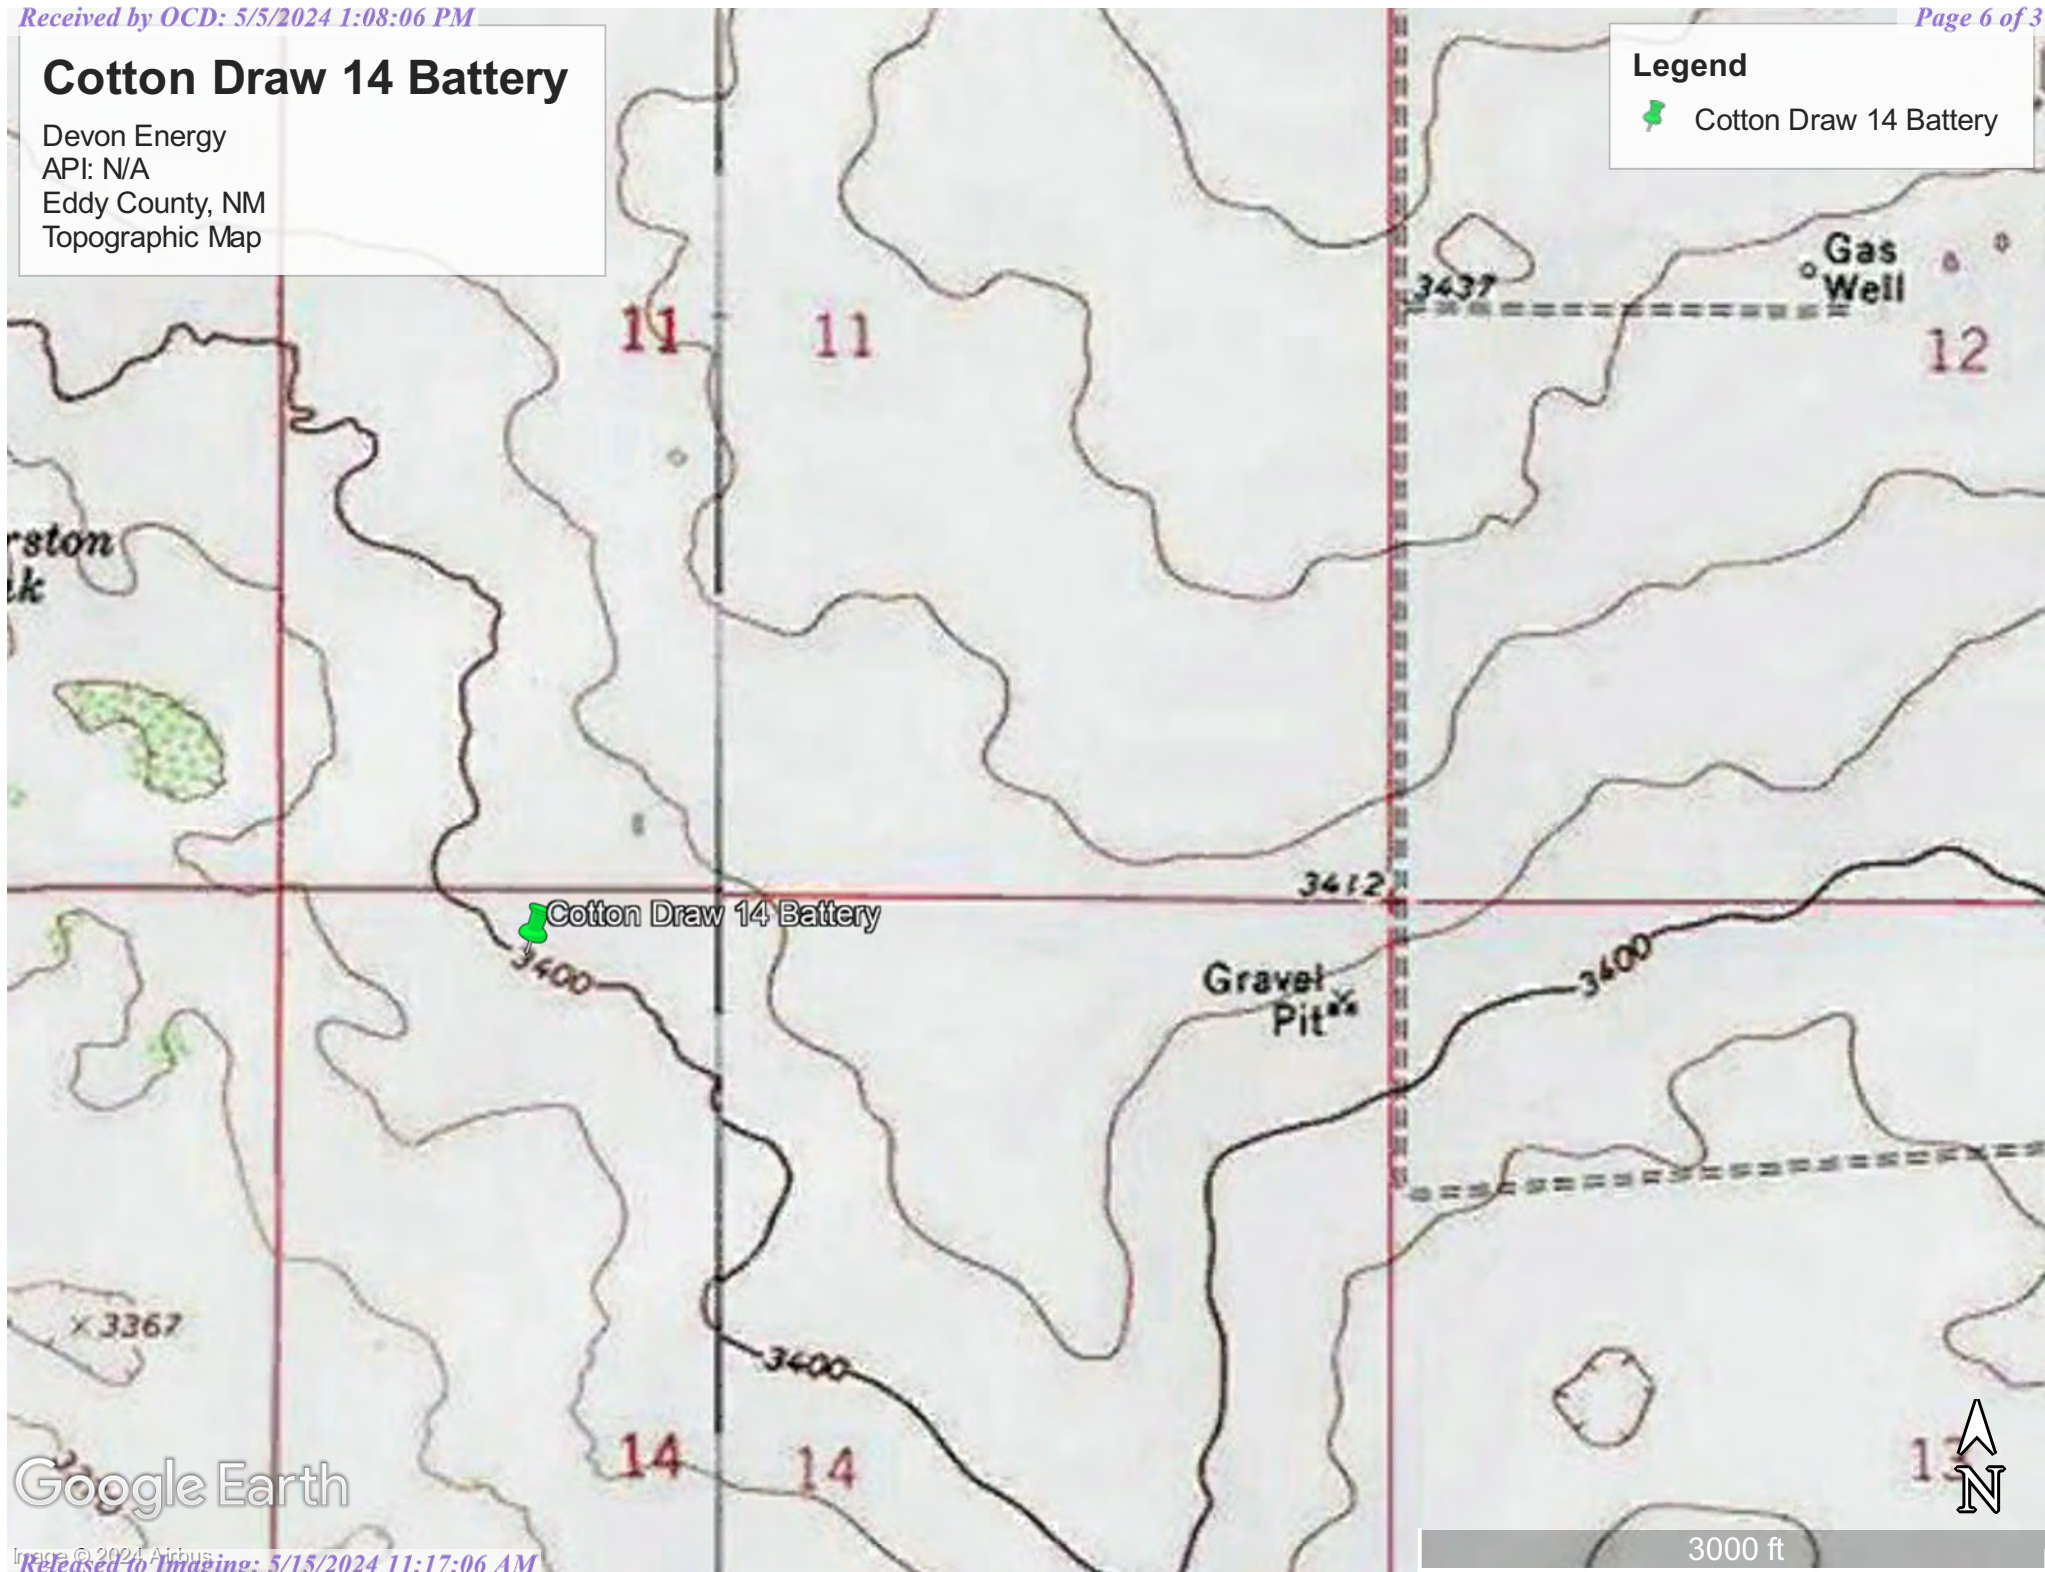 Received by OCD: 5/5/2024 1:08:06 PM
Page 6 of 3
Cotton Draw 14 Battery
Devon Energy
API: N/A
Eddy County, NM
Topographic Map
Legend
Cotton Draw 14 Battery
Gas
Well
3437
11
11
12
rston
k
3412
Cotton Draw 14 Battery
3400
3400
Gravel
Pit
3367
3400
14
14
13
N
Google Earth
3000 ft
Image © 2024 Airbus
Released to Imaging: 5/15/2024 11:17:06 AM